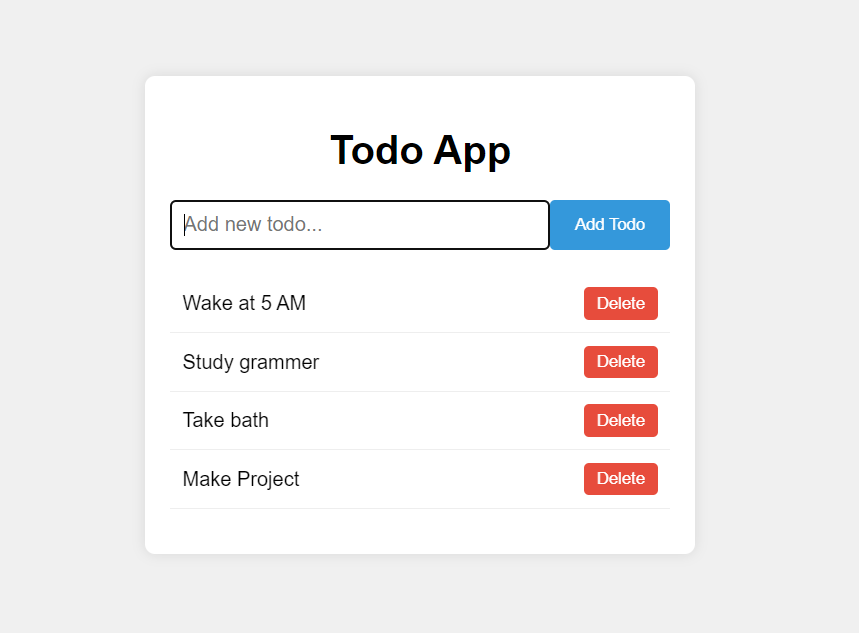 Todo App
Add new todo... Add Todo
Wake at 5 AM Delete
Study grammer Delete
Take bath Delete
Make Project Delete